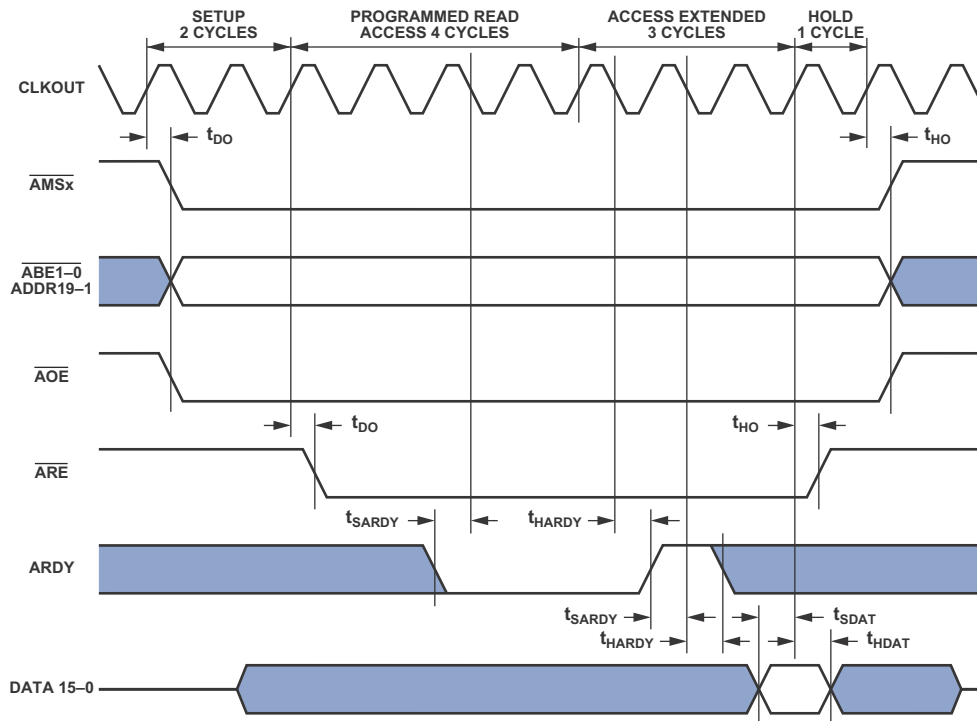 SETUP
2 CYCLES
PROGRAMMED READ
ACCESS 4 CYCLES
ACCESS EXTENDED
3 CYCLES
HOLD
1 CYCLE
CLKOUT
tDO
tHO
AMSx
ABE1–0
ADDR19–1
AOE
tDO
tHO
ARE
tSARDY
tHARDY
ARDY
tSARDY
tSDAT
tHARDY
tHDAT
DATA 15–0